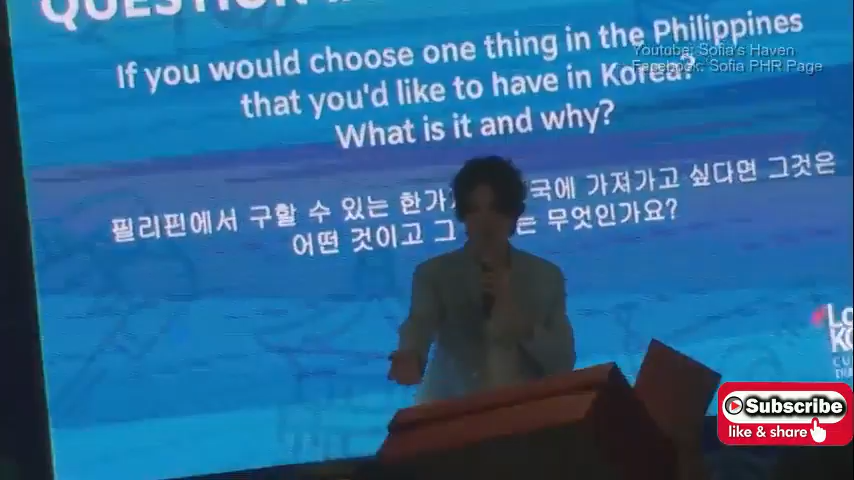 QUESTION
If you would choose one thing in the Philippines
that you'd like to have in Korea?
What is it and why?
필리핀에서 구할 수 있는 한가 국에 가져가고 싶다면 그것은
어떤 것이고 그 는 무엇인가요?
Youtube: Sofia's Haven
Facebook: Sofia PHR Page
Subscribe
like & share